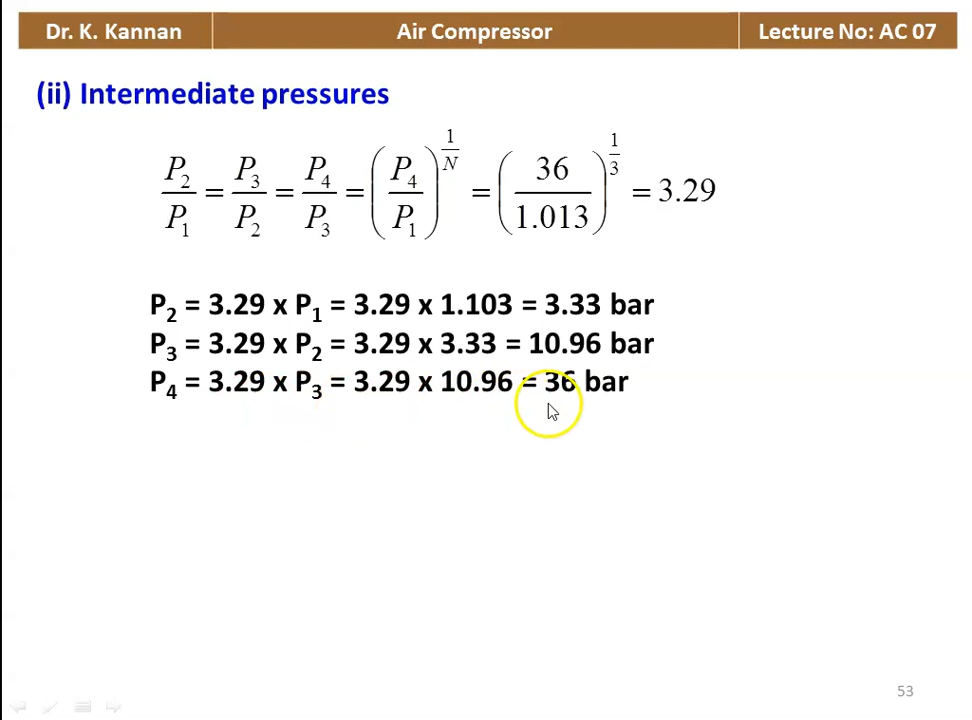 Dr. K. Kannan Air Compressor Lecture No: AC 07
(ii) Intermediate pressures
P₂/P₁ = P₃/P₂ = P₄/P₃ = (P₄/P₁)^(1/N) = (36/1.013)^(1/3) = 3.29
P₂ = 3.29 x P₁ = 3.29 x 1.103 = 3.33 bar
P₃ = 3.29 x P₂ = 3.29 x 3.33 = 10.96 bar
P₄ = 3.29 x P₃ = 3.29 x 10.96 = 36 bar
53